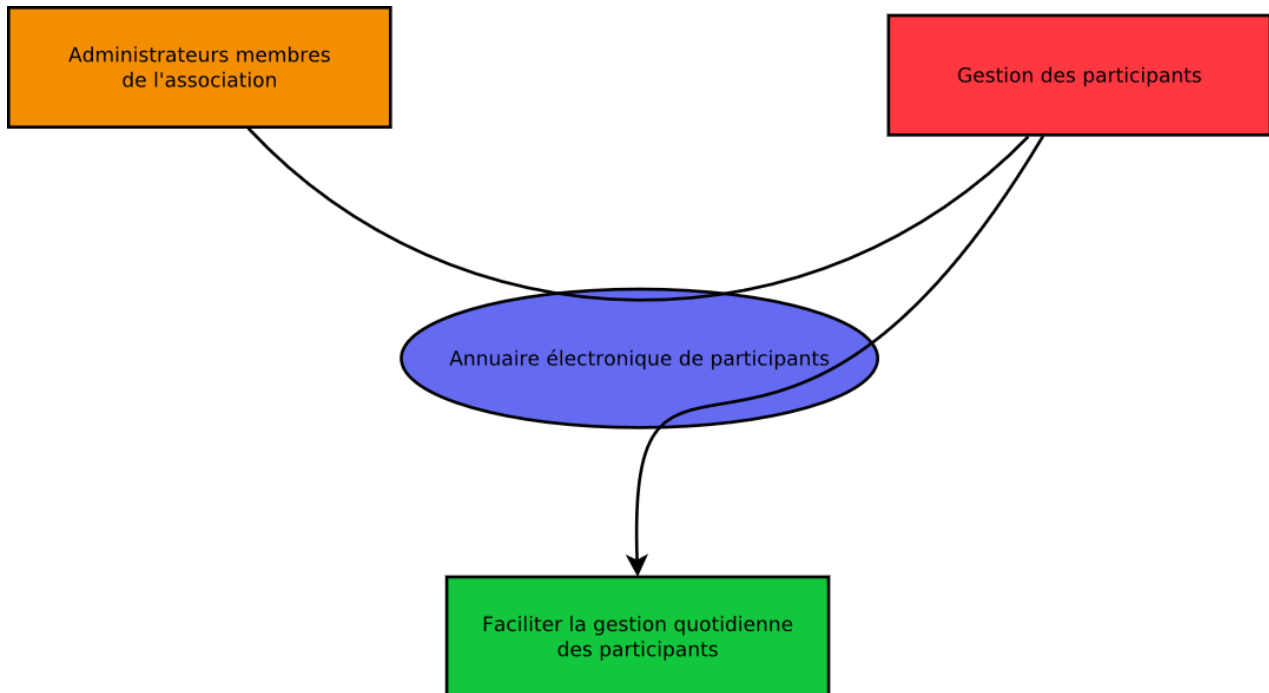 Administrateurs membres
de l'association
Gestion des participants
Annuaire électronique de participants
Faciliter la gestion quotidienne
des participants